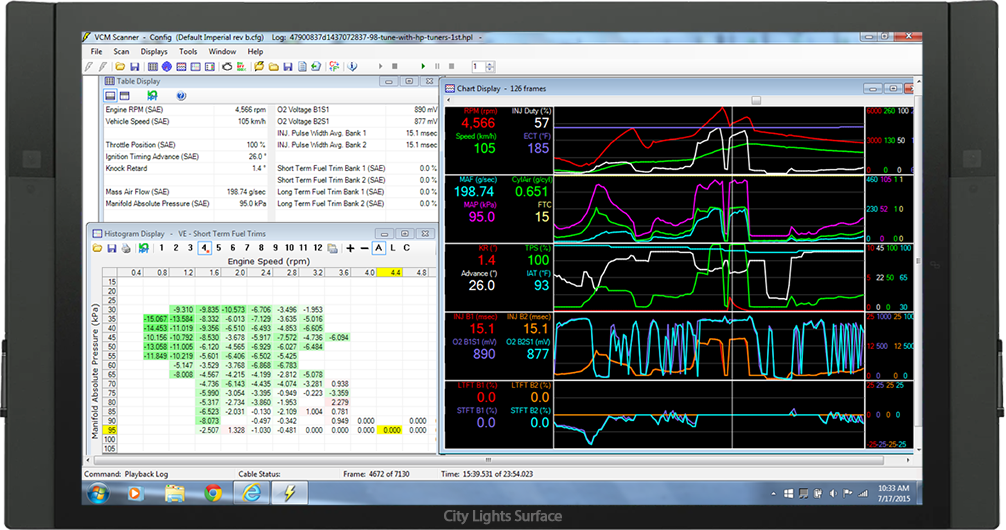 VCM Scanner - Config (Default Imperial rev b.cfg) Log: 47900837d1437072837-98-tune-with-hp-tuners-1st.hpl -
File Scan Displays Tools Window Help
1
Table Display
Engine RPM (SAE) 4,566 rpm O2 Voltage B1S1 890 mV
Vehicle Speed (SAE) 105 km/h O2 Voltage B2S1 877 mV
INJ. Pulse Width Avg. Bank 1 15.1 msec
Throttle Position (SAE) 100 % INJ. Pulse Width Avg. Bank 2 15.1 msec
Ignition Timing Advance (SAE) 26.0 °
Knock Retard 1.4 ° Short Term Fuel Trim Bank 1 (SAE) 0.0 %
Short Term Fuel Trim Bank 2 (SAE) 0.0 %
Mass Air Flow (SAE) 198.74 g/sec Long Term Fuel Trim Bank 1 (SAE) 0.0 %
Manifold Absolute Pressure (SAE) 95.0 kPa Long Term Fuel Trim Bank 2 (SAE) 0.0 %
Histogram Display - VE - Short Term Fuel Trims
1 2 3 4 5 6 7 8 9 10 11 12 + − A L C
Engine Speed (rpm)
0.4 0.8 1.2 1.6 2.0 2.4 2.8 3.2 3.6 4.0 4.4 4.8
Manifold Absolute Pressure (kPa)
15
20
25
30 -9.310 -9.835 -10.573 -6.706 -3.496 -1.953
35 -15.067 -13.584 -8.332 -6.013 -7.129 -3.635 -5.016
40 -14.453 -11.019 -9.356 -6.510 -6.493 -4.853 -6.605
45 -10.156 -10.792 -8.530 -3.678 -5.917 -7.572 -4.736 -6.094
50 -13.058 -11.005 -6.120 -4.565 -6.929 -6.027 -6.484
55 -11.849 -10.219 -5.601 -6.406 -6.502 -5.425
60 -5.147 -3.529 -3.768 -6.868 -6.783
65 -8.008 -4.567 -4.215 -4.199 -2.812 -5.078
70 -4.736 -6.143 -4.435 -4.074 -3.281 0.938
75 -5.990 -3.054 -3.395 -0.949 -0.223 -3.359
80 -5.317 -2.734 -3.860 -1.953 2.279
85 -6.523 -2.031 -0.130 -2.109 1.004 0.781
90 -8.073 -0.497 -0.342 0.949 0.000 0.000
95 -2.507 1.328 -1.030 -0.481 0.000 0.000 0.000 0.000 0.000
100
105
Chart Display - 126 frames
RPM (rpm) INJ Duty (%) 6000 260 100
4,566 57
Speed (km/h) ECT (°F) 3000 130 50
105 185
0 0 0
MAF (g/sec) CylAir (g/cyl) 460 105 1 1
198.74 0.651
MAP (kPa) FTC 230 52 1 0
95.0 15
KR (°) TPS (%) 10 45 100 100
1.4 100
Advance (°) IAT (°F) 5 22 50
26.0 93
0 0 0 30
INJ B1 (msec) INJ B2 (msec) 25 1000 25
15.1 15.1
O2 B1S1 (mV) O2 B2S1 (mV) 12 500 12 500
890 877
LTFT B1 (%) LTFT B2 (%) 25 25 25
0.0 0.0
STFT B1 (%) STFT B2 (%) 0 0 0
0.0 0.0
-25 -25 -25
Command: Playback Log Cable Status: Frame: 4672 of 7130 Time: 15:39.531 of 23:54.023
10:33 AM
7/17/2015
City Lights Surface